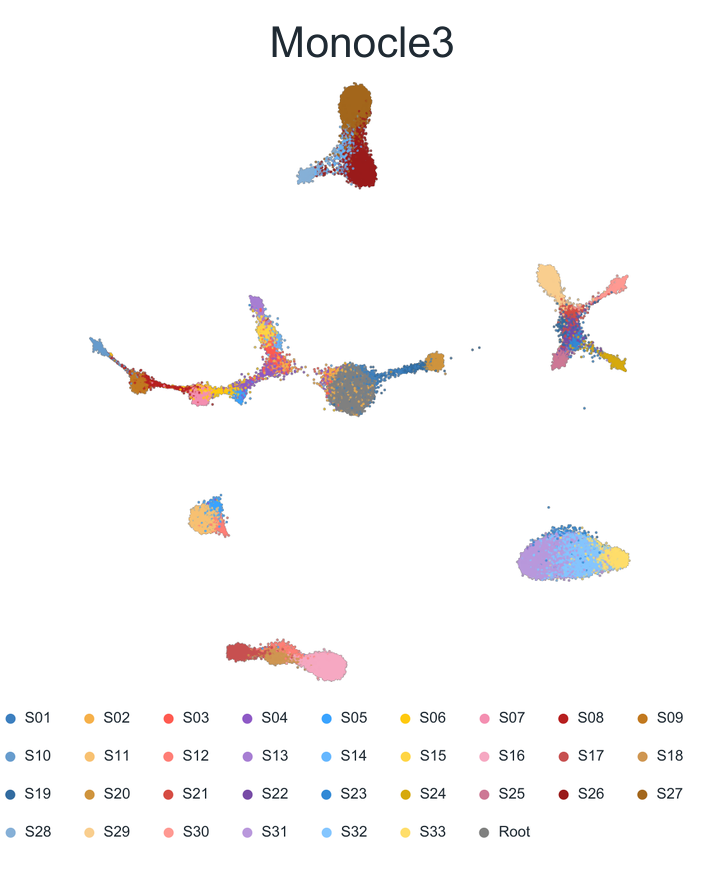 Monocle3
S01 S02 S03 S04 S05 S06 S07 S08 S09
S10 S11 S12 S13 S14 S15 S16 S17 S18
S19 S20 S21 S22 S23 S24 S25 S26 S27
S28 S29 S30 S31 S32 S33 Root